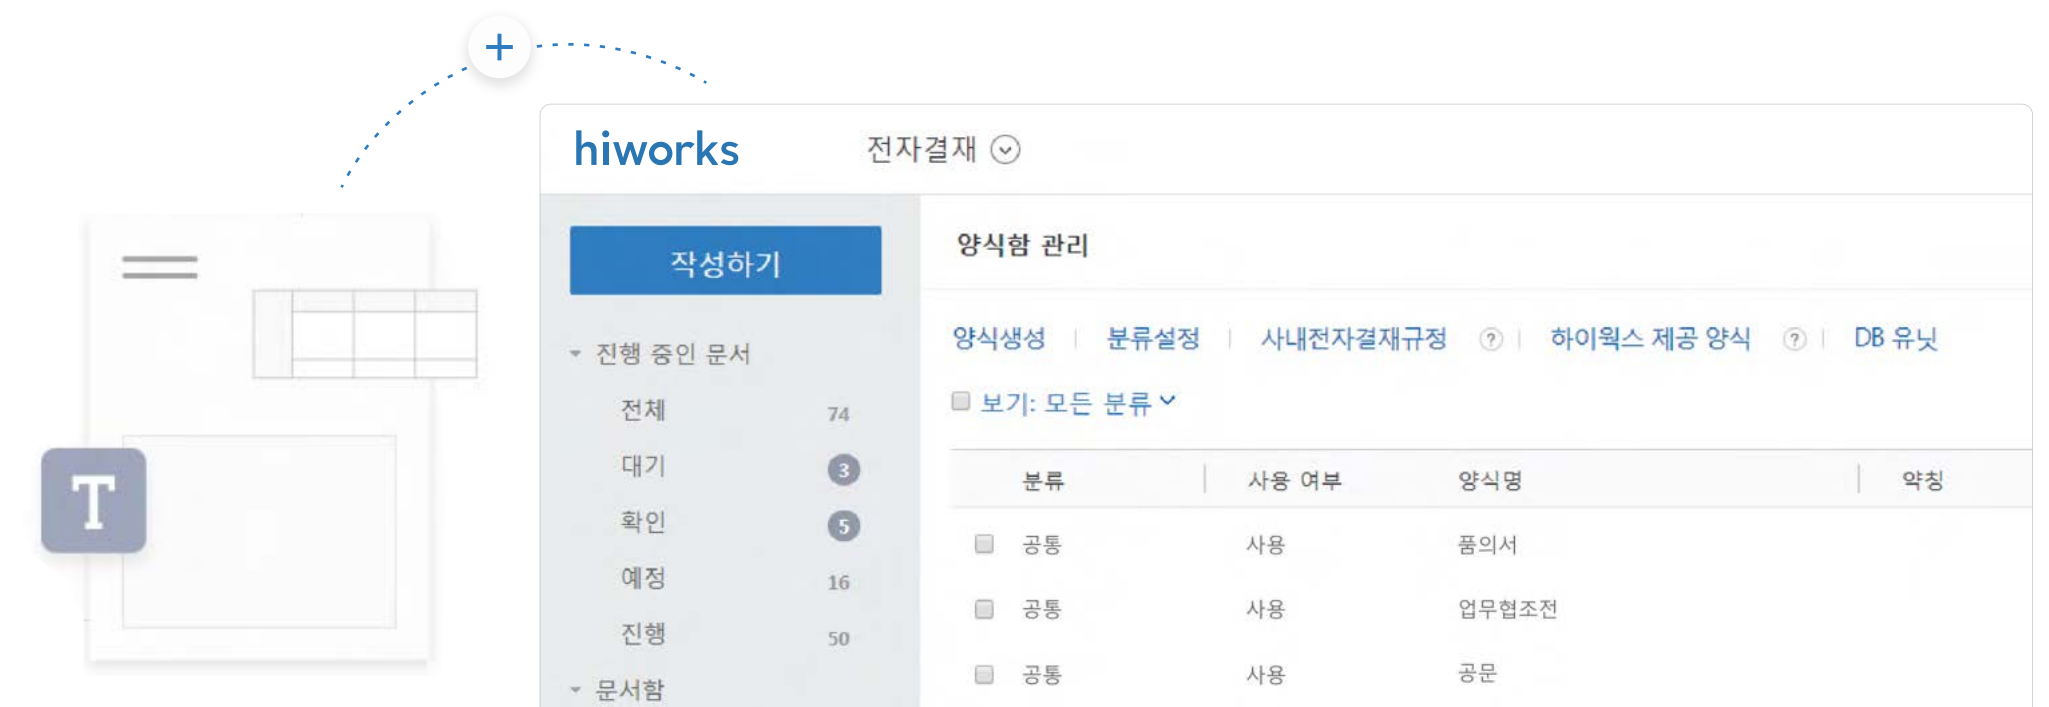 +
hiworks 전자결재
작성하기
진행 중인 문서
전체 74
대기 3
확인 5
예정 16
진행 50
문서함
양식함 관리
양식생성 | 분류설정 | 사내전자결재규정 ? | 하이웍스 제공 양식 ? | DB 유닛
보기: 모든 분류
분류 | 사용 여부 양식명 | 약칭
공통 사용 품의서
공통 사용 업무협조전
공통 사용 공문
T